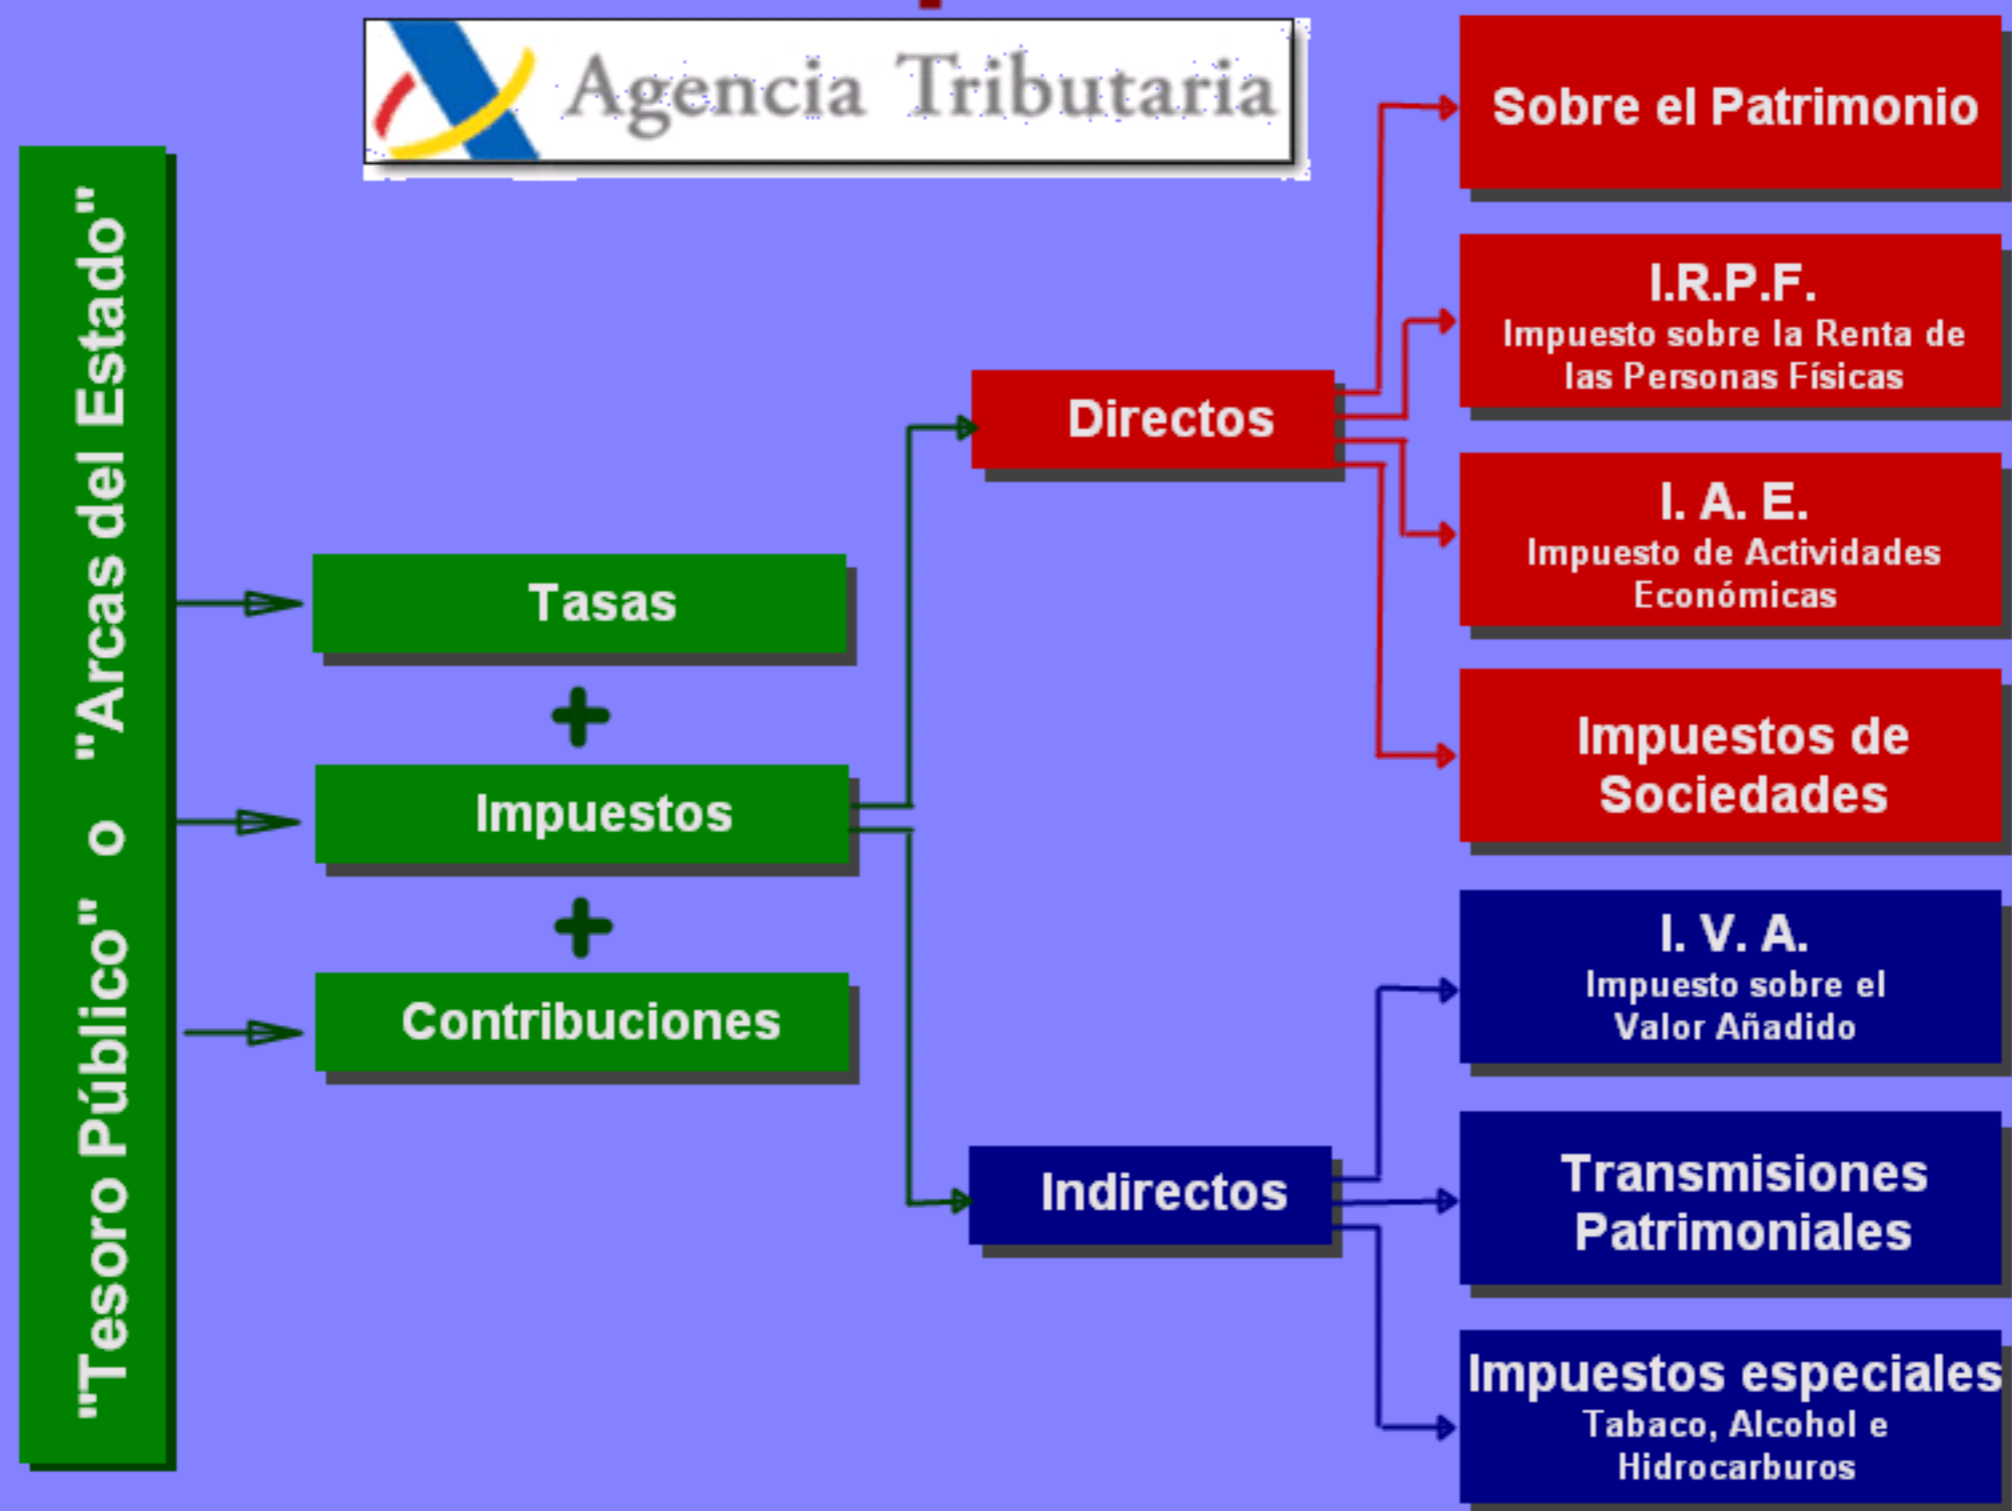 Agencia Tributaria
"Tesoro Público" o "Arcas del Estado"
Tasas
+
Impuestos
+
Contribuciones
Directos
Sobre el Patrimonio
I.R.P.F.
Impuesto sobre la Renta de
las Personas Físicas
I. A. E.
Impuesto de Actividades
Económicas
Impuestos de
Sociedades
Indirectos
I. V. A.
Impuesto sobre el
Valor Añadido
Transmisiones
Patrimoniales
Impuestos especiales
Tabaco, Alcohol e
Hidrocarburos